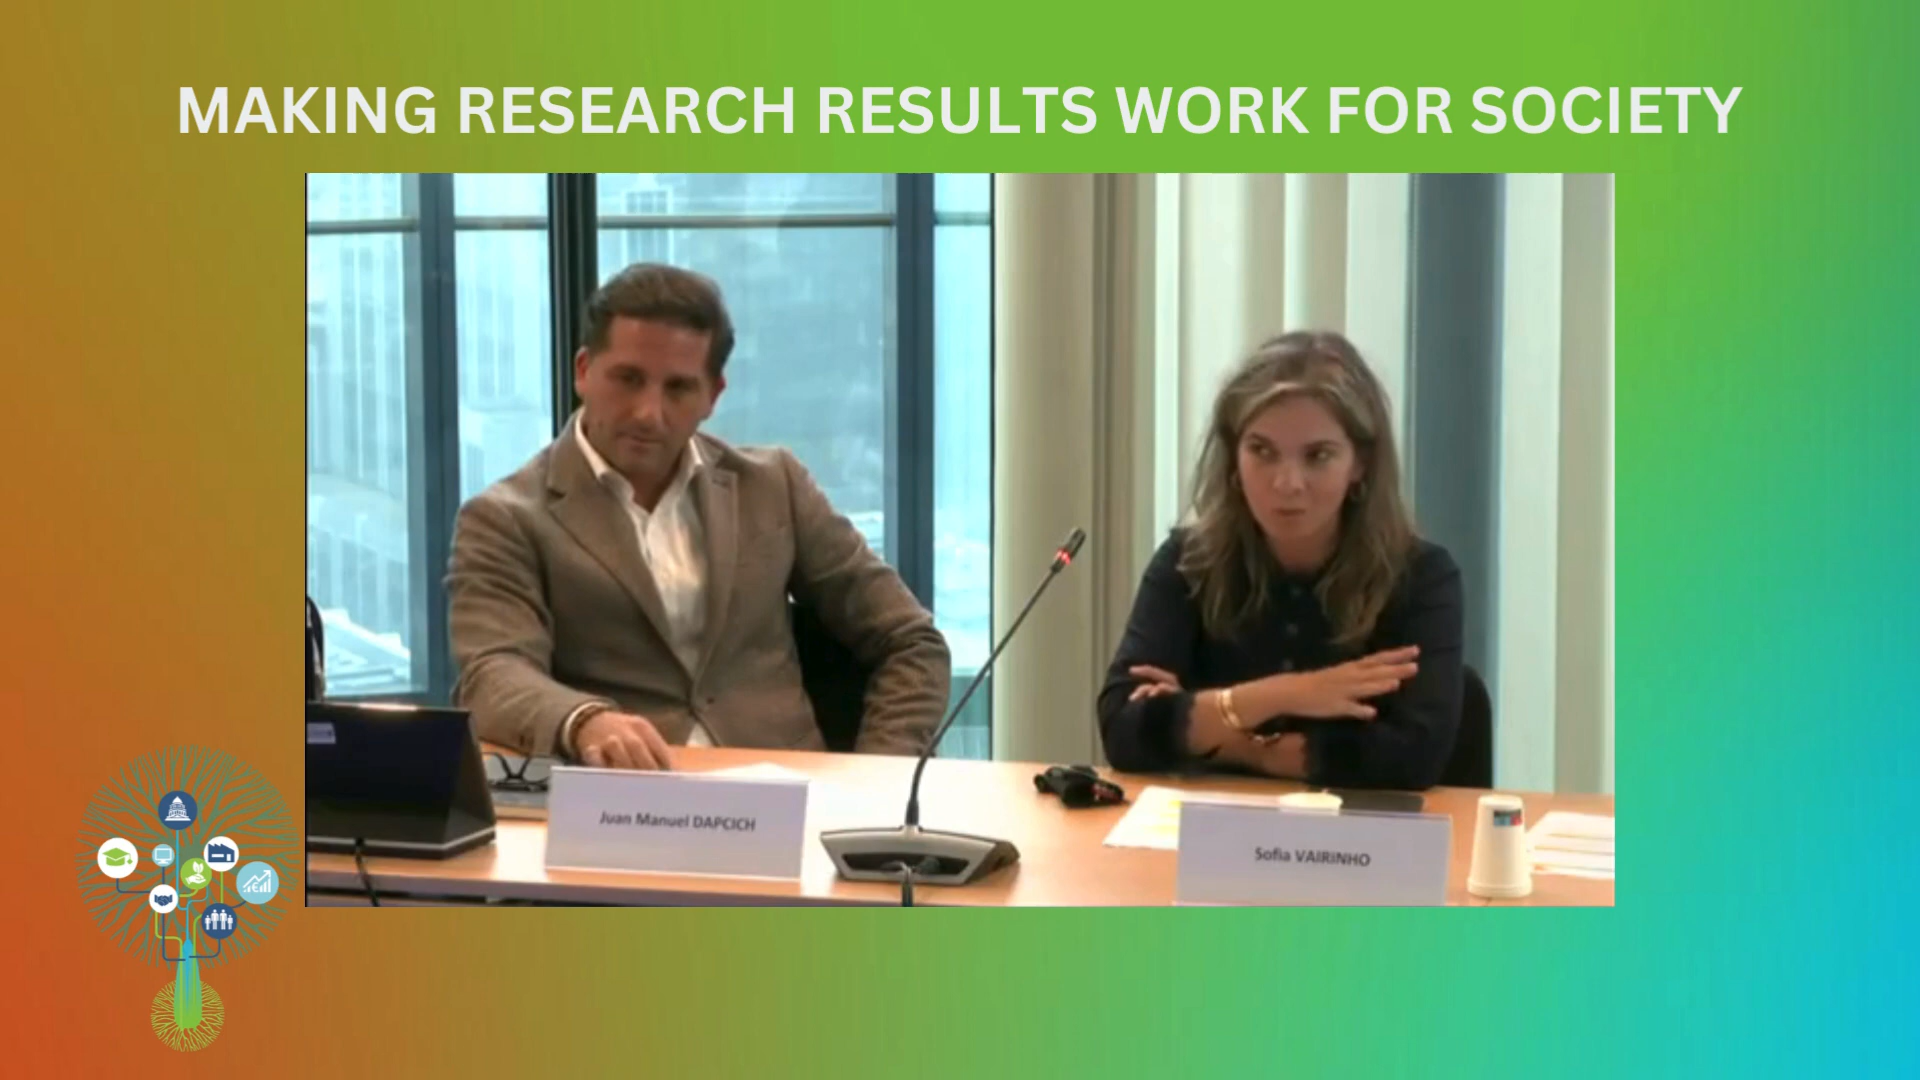 MAKING RESEARCH RESULTS WORK FOR SOCIETY
Juan Manuel DAPCICH
Sofia VAIRINHO